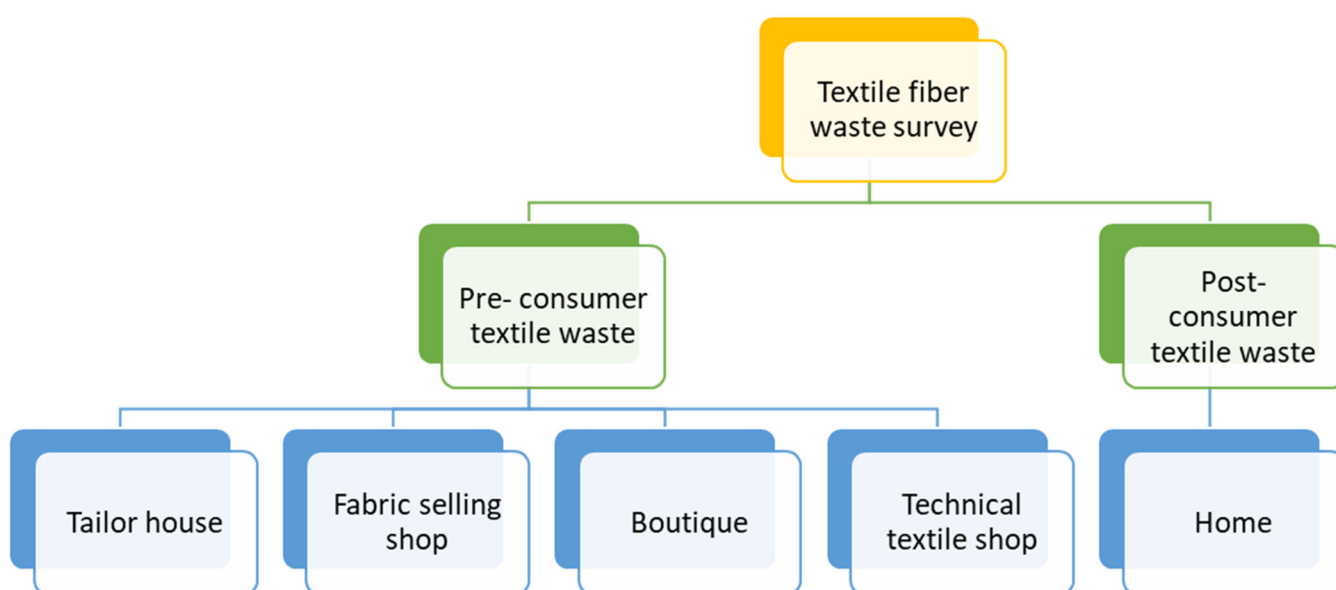 Textile fiber
waste survey
Pre- consumer
textile waste
Post-
consumer
textile waste
Tailor house
Fabric selling
shop
Boutique
Technical
textile shop
Home